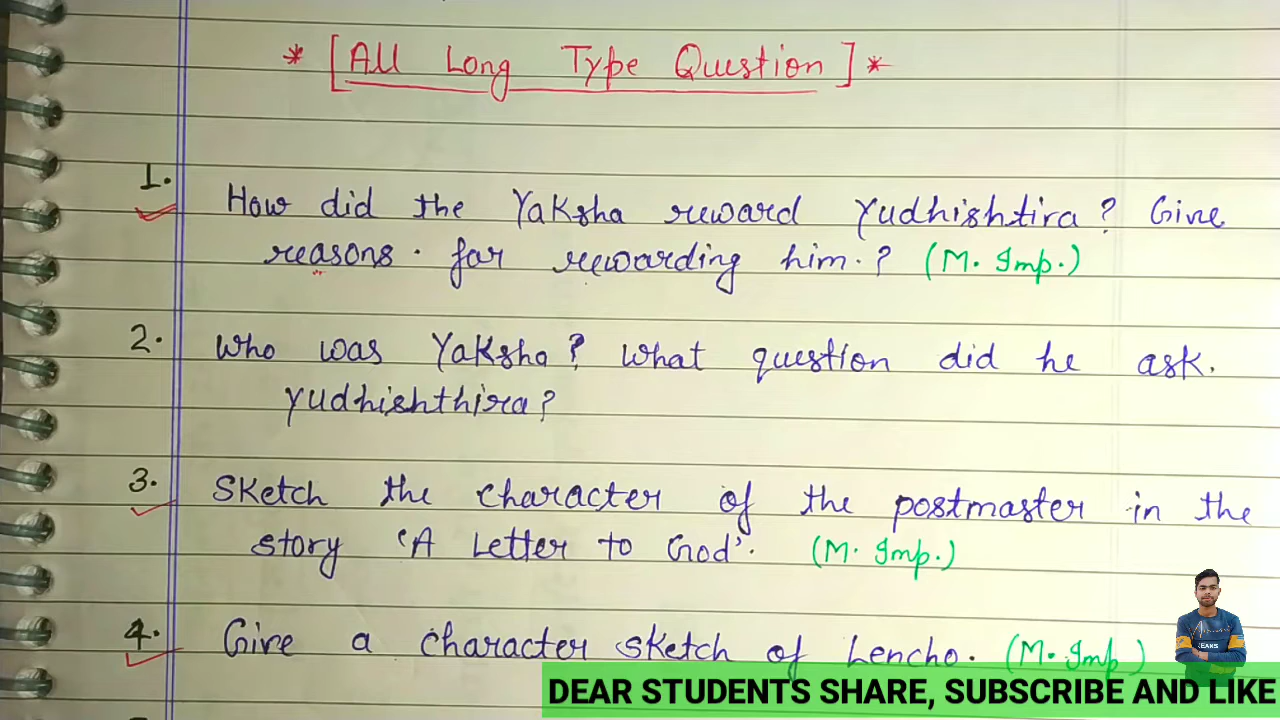 * [All Long Type Question] *
1. How did the Yaksha reward Yudhishtira? Give
reasons. for rewarding him.? (M. Imp.)
2. Who was Yaksha? What question did he ask.
Yudhishthira?
3. Sketch the character of the postmaster in the
story 'A Letter to God'. (M. Imp.)
4. Give a character sketch of Lencho. (M. Imp)
DEAR STUDENTS SHARE, SUBSCRIBE AND LIKE